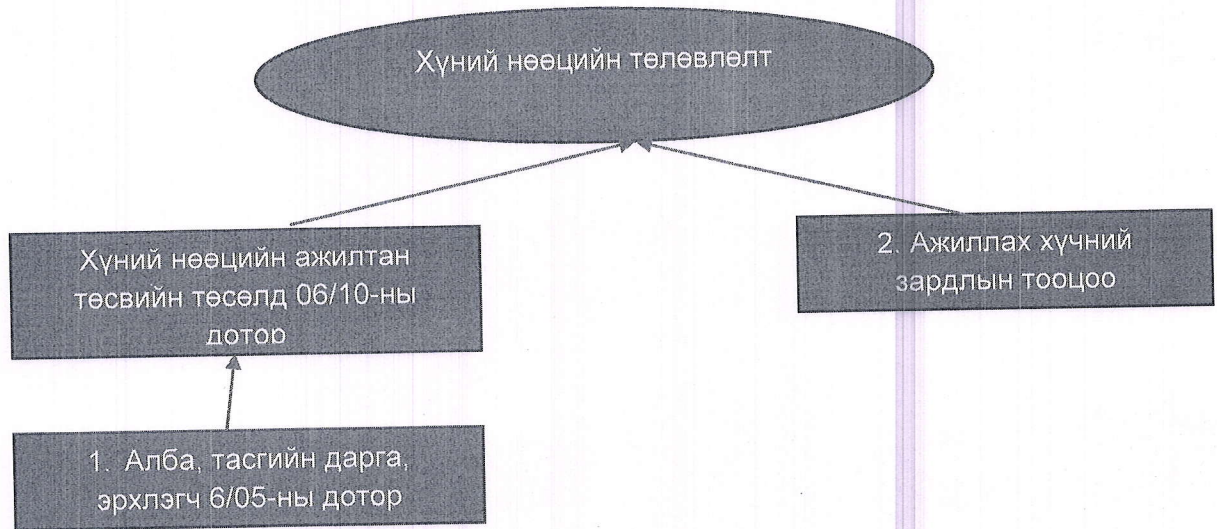 Хүний нөөцийн төлөвлөлт
Хүний нөөцийн ажилтан
төсвийн төсөлд 06/10-ны
дотор
2. Ажиллах хүчний
зардлын тооцоо
1. Алба, тасгийн дарга,
эрхлэгч 6/05-ны дотор